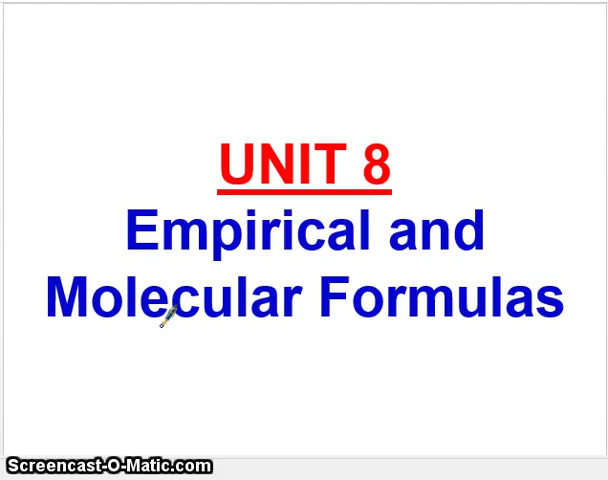 UNIT 8
Empirical and
Molecular Formulas
Screencast-O-Matic.com